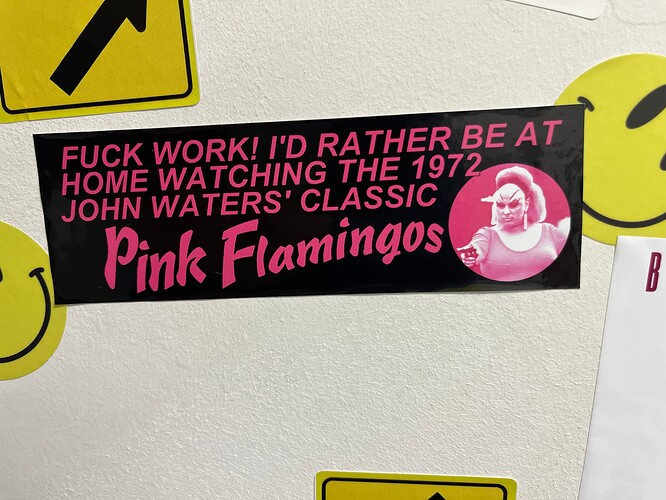 FUCK WORK! I'D RATHER BE AT
HOME WATCHING THE 1972
JOHN WATERS' CLASSIC
Pink Flamingos
B